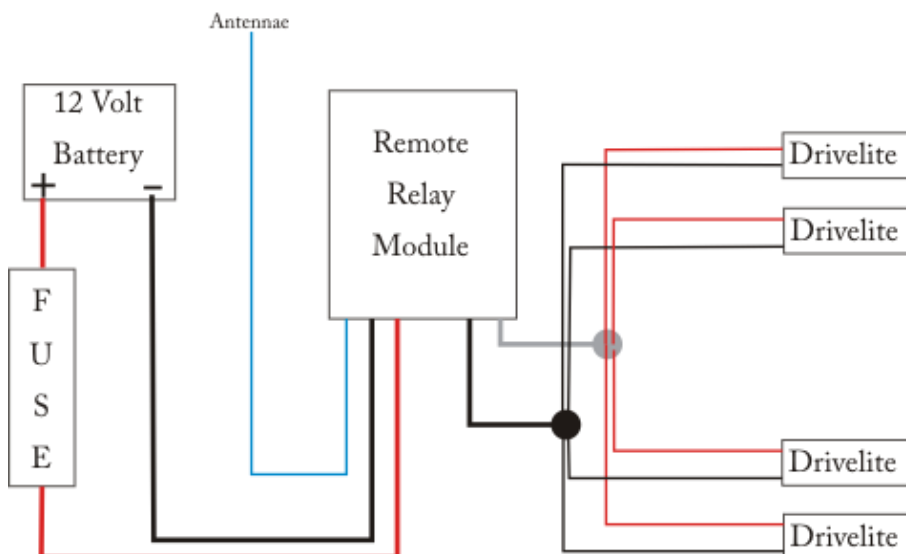 Antennae
12 Volt
Battery
+ −
F
U
S
E
Remote
Relay
Module
Drivelite
Drivelite
Drivelite
Drivelite